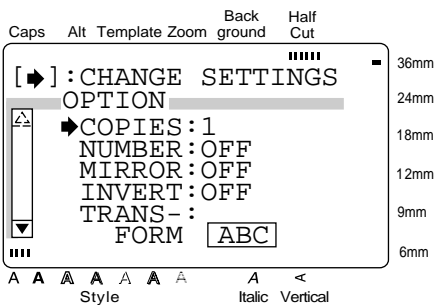 Back Half
Caps Alt Template Zoom ground Cut
[➡]:CHANGE SETTINGS
OPTION
➡COPIES:1
NUMBER:OFF
MIRROR:OFF
INVERT:OFF
TRANS-:
FORM ABC
36mm
24mm
18mm
12mm
9mm
6mm
A A A A A A A A A
Style Italic Vertical